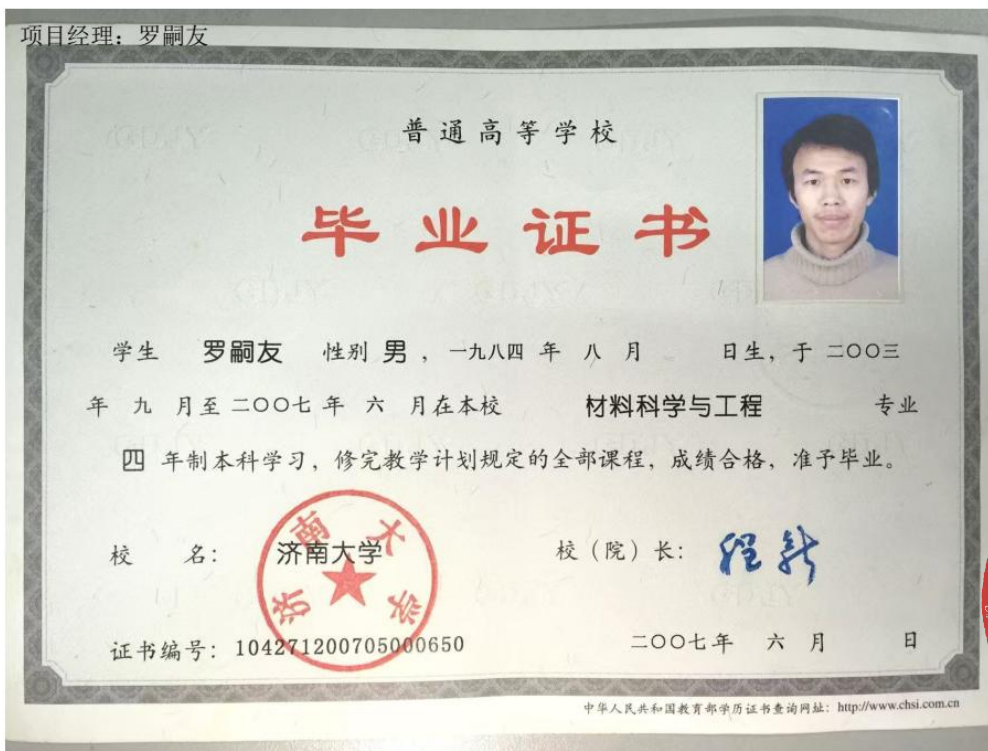 项目经理：罗嗣友
普通高等学校
毕业证书
学生 罗嗣友 性别 男 ，一九八四 年 八 月 日生，于 二〇〇三
年 九 月至 二〇〇七 年 六 月在本校 材料科学与工程 专业
四 年制本科学习，修完教学计划规定的全部课程，成绩合格，准予毕业。
校 名： 济南大学 校（院）长： 程新
济南大学
证书编号：104271200705000650 二〇〇七年 六 月 日
中华人民共和国教育部学历证书查询网址：http://www.chsi.com.cn